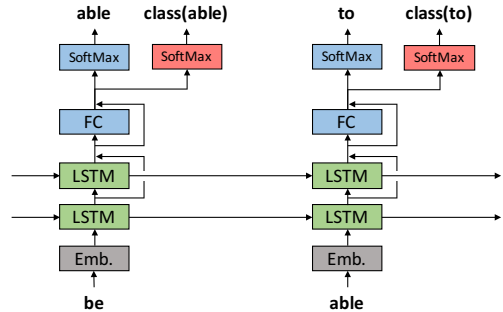 able class(able) to class(to)
SoftMax SoftMax SoftMax SoftMax
FC FC
LSTM LSTM
LSTM LSTM
Emb. Emb.
be able